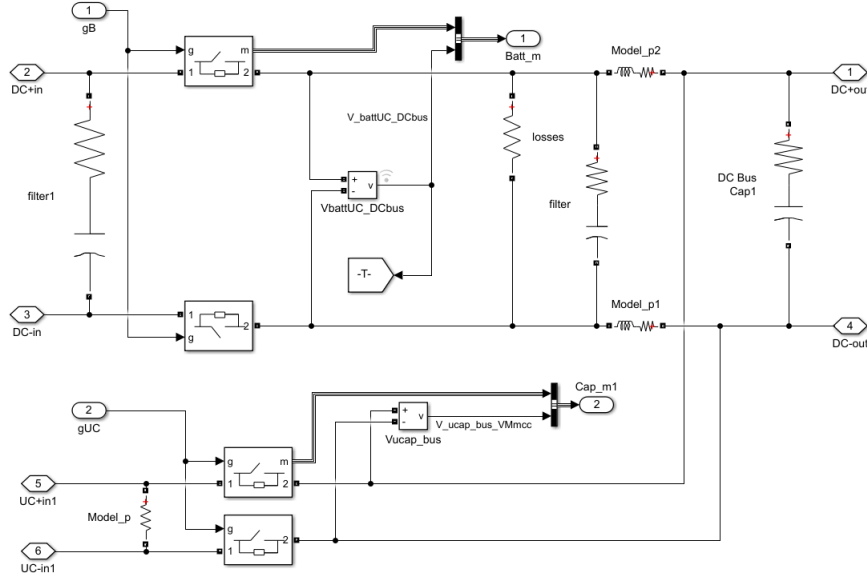 1
gB
g
m
1
2
2
DC+in
1
Batt_m
Model_p2
1
DC+out
V_battUC_DCbus
losses
filter1
+
-
v
VbattUC_DCbus
filter
DC Bus
Cap1
-T-
Model_p1
3
DC-in
1
2
g
4
DC-out
2
gUC
Cap_m1
2
+
-
v
V_ucap_bus_VMmcc
Vucap_bus
g
m
1
2
5
UC+in1
Model_p
g
1
2
6
UC-in1